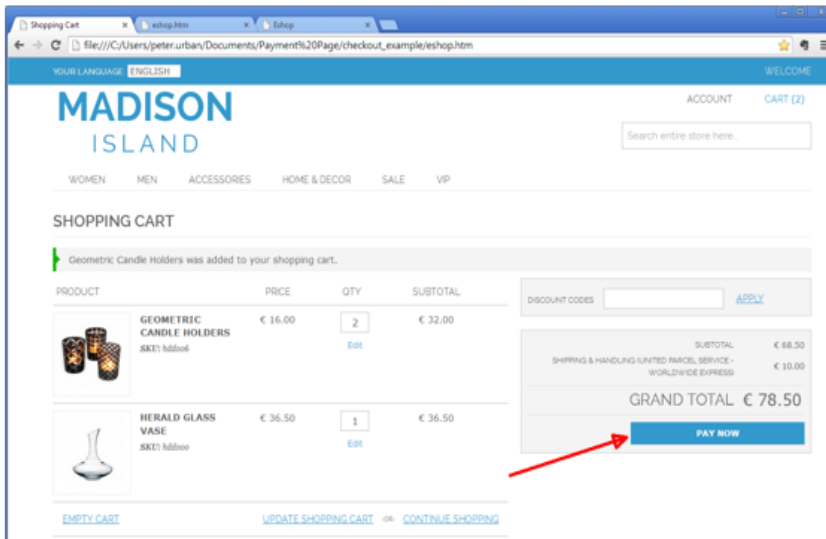 Shopping Cart
eshop.htm
Eshop
file:///C:/Users/peter.urban/Documents/Payment%20Page/checkout_example/eshop.htm
YOUR LANGUAGE: ENGLISH
WELCOME
MADISON
ISLAND
ACCOUNT CART (2)
Search entire store here...
WOMEN MEN ACCESSORIES HOME & DECOR SALE VIP
SHOPPING CART
Geometric Candle Holders was added to your shopping cart.
PRODUCT PRICE QTY SUBTOTAL
GEOMETRIC
CANDLE HOLDERS
SKU: hdd006
€ 16.00 2 € 32.00
Edit
HERALD GLASS
VASE
SKU: hdd000
€ 36.50 1 € 36.50
Edit
EMPTY CART UPDATE SHOPPING CART -OR- CONTINUE SHOPPING
DISCOUNT CODES APPLY
SUBTOTAL € 68.50
SHIPPING & HANDLING (UNITED PARCEL SERVICE -
WORLDWIDE EXPRESS) € 10.00
GRAND TOTAL € 78.50
PAY NOW